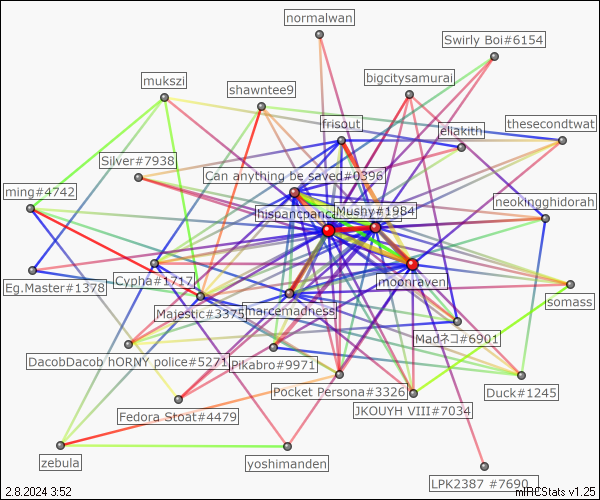 normalwan
Swirly Boi#6154
bigcitysamurai
mukszi
shawntee9
frisout
thesecondtwat
eliakith
Silver#7938
Can anything be saved#0396
ming#4742
Mushy#1984
neokingghidorah
moonraven
Cypha#1717
Eg.Master#1378
somass
Majestic#3375
marcemadness
Madネコ#6901
DacobDacob hORNY police#5271
Pikabro#9971
Pocket Persona#3326
Duck#1245
JKOUYH VIII#7034
Fedora Stoat#4479
zebula
yoshimanden
LPK2387 #7690
2.8.2024 3:52
mIRCStats v1.25